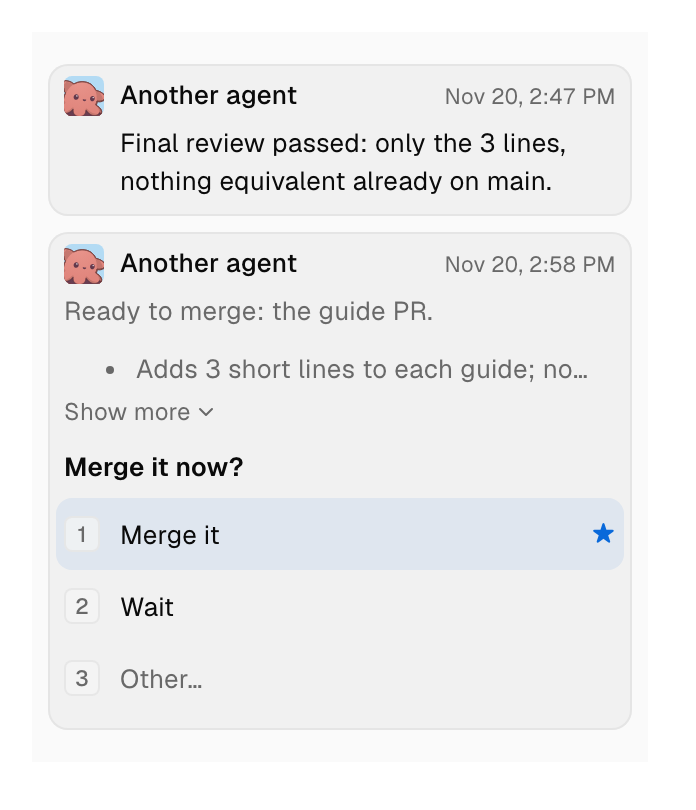 Another agent
Nov 20, 2:47 PM
Final review passed: only the 3 lines,
nothing equivalent already on main.
Another agent
Nov 20, 2:58 PM
Ready to merge: the guide PR.
• Adds 3 short lines to each guide; no…
Show more
Merge it now?
1 Merge it
2 Wait
3 Other…